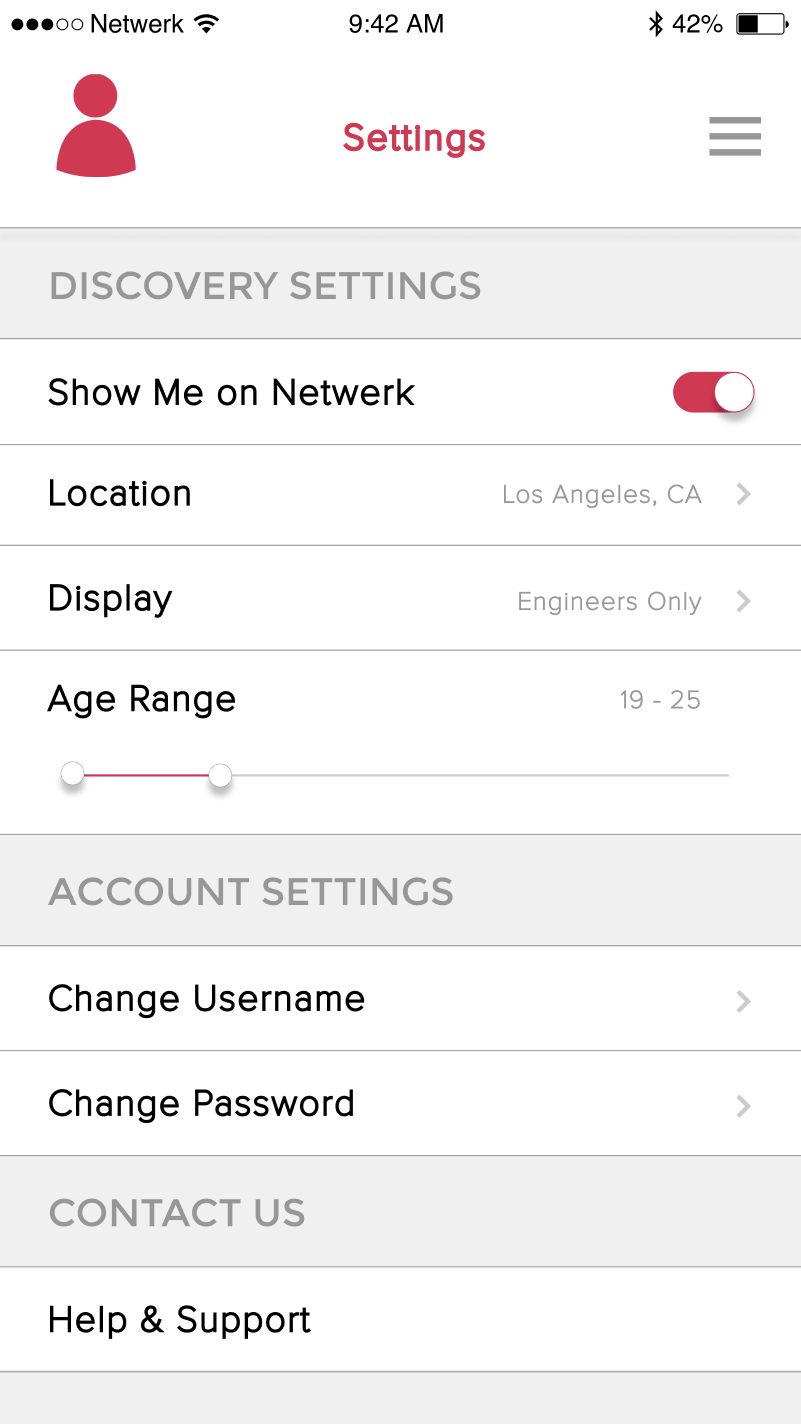 Netwerk 9:42 AM 42%
Settings
DISCOVERY SETTINGS
Show Me on Netwerk
Location Los Angeles, CA
Display Engineers Only
Age Range 19 - 25
ACCOUNT SETTINGS
Change Username
Change Password
CONTACT US
Help & Support